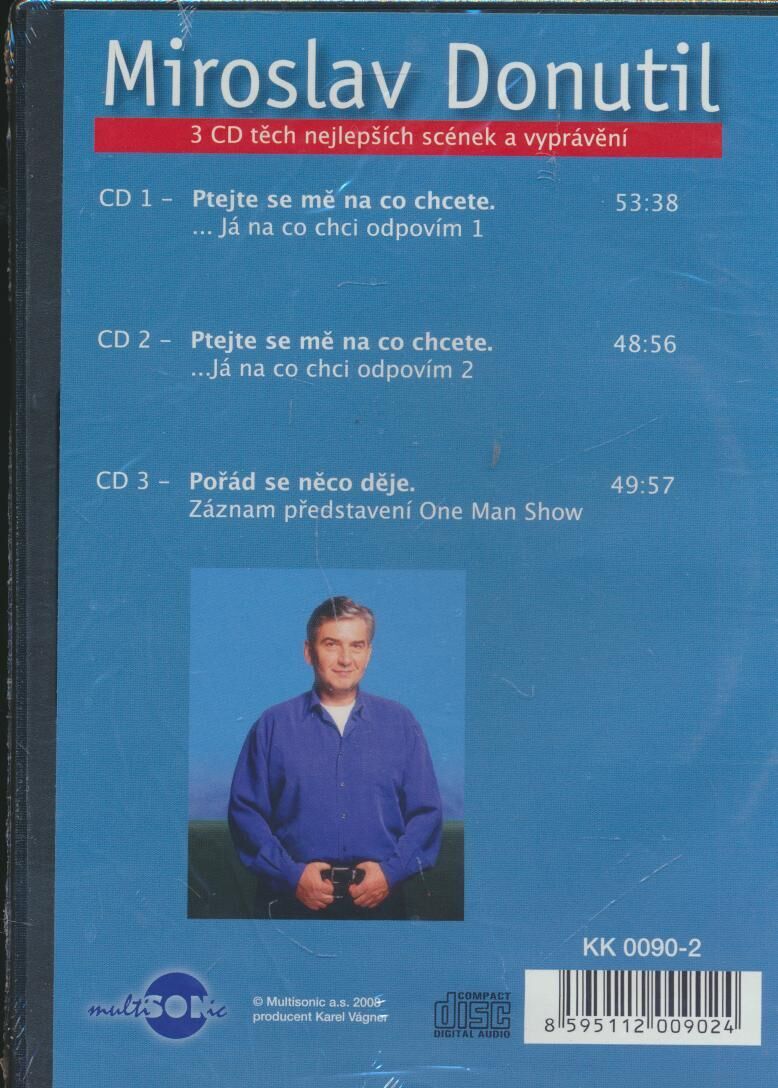 Miroslav Donutil
3 CD těch nejlepších scének a vyprávění
CD 1 – Ptejte se mě na co chcete. 53:38
... Já na co chci odpovím 1
CD 2 – Ptejte se mě na co chcete. 48:56
...Já na co chci odpovím 2
CD 3 – Pořád se něco děje. 49:57
Záznam představení One Man Show
KK 0090-2
multiSONic
© Multisonic a.s. 2008
producent Karel Vágner
COMPACT
disc
DIGITAL AUDIO
8 595112 009024